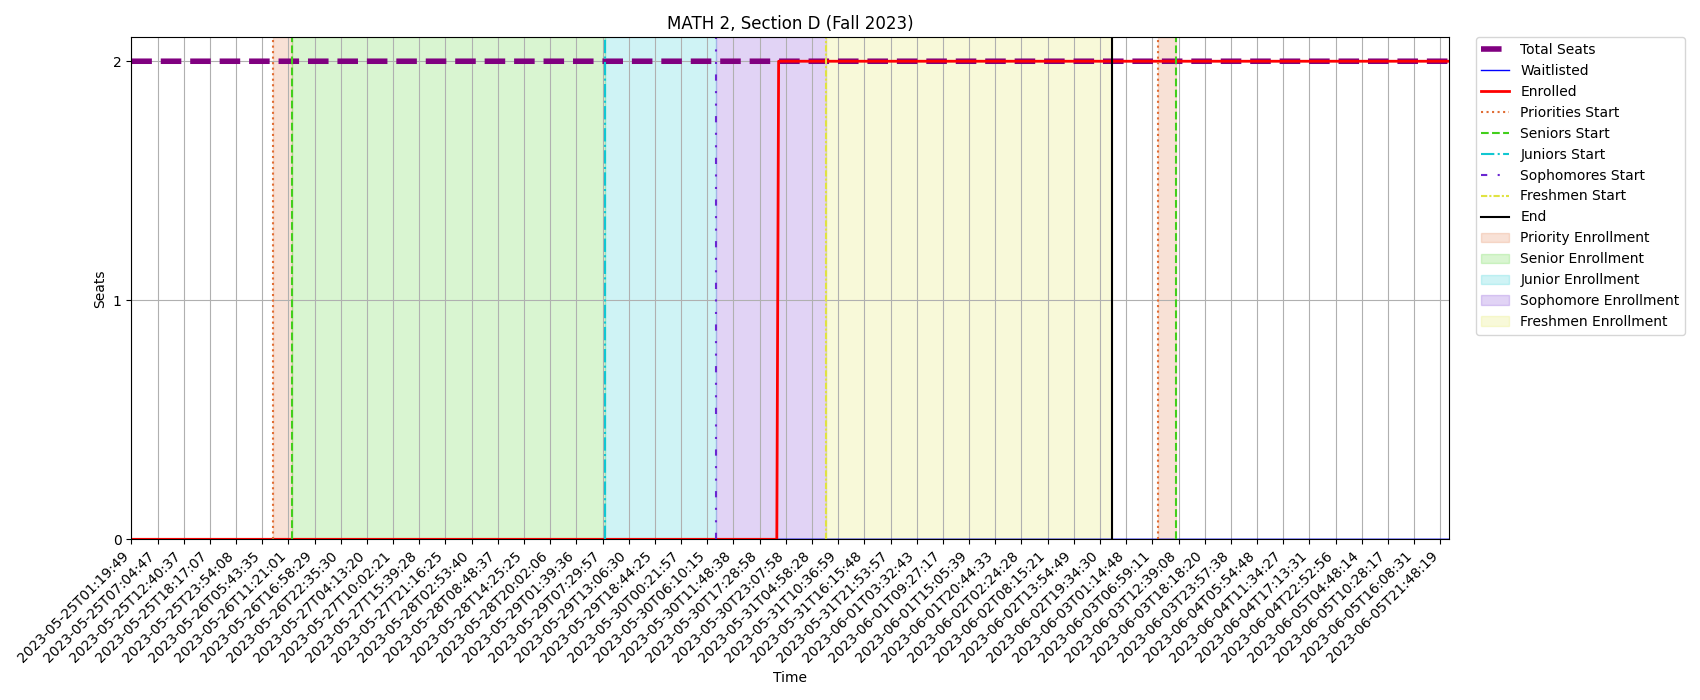 MATH 2, Section D (Fall 2023)
Seats
2
1
0
2023-05-25T01:19:49
2023-05-25T07:04:47
2023-05-25T12:40:37
2023-05-25T18:17:07
2023-05-25T23:54:08
2023-05-26T05:43:35
2023-05-26T11:21:01
2023-05-26T16:58:29
2023-05-26T22:35:30
2023-05-27T04:13:20
2023-05-27T10:02:21
2023-05-27T15:39:28
2023-05-27T21:16:25
2023-05-28T02:53:40
2023-05-28T08:48:37
2023-05-28T14:25:25
2023-05-28T20:02:06
2023-05-29T01:39:36
2023-05-29T07:29:57
2023-05-29T13:06:30
2023-05-29T18:44:25
2023-05-30T00:21:57
2023-05-30T06:10:15
2023-05-30T11:48:38
2023-05-30T17:28:58
2023-05-30T23:07:58
2023-05-31T04:58:28
2023-05-31T10:36:59
2023-05-31T16:15:48
2023-05-31T21:53:57
2023-06-01T03:32:43
2023-06-01T09:27:17
2023-06-01T15:05:39
2023-06-01T20:44:33
2023-06-02T02:24:28
2023-06-02T08:15:21
2023-06-02T13:54:49
2023-06-02T19:34:30
2023-06-03T01:14:48
2023-06-03T06:59:11
2023-06-03T12:39:08
2023-06-03T18:18:20
2023-06-03T23:57:38
2023-06-04T05:54:48
2023-06-04T11:34:27
2023-06-04T17:13:31
2023-06-04T22:52:56
2023-06-05T04:48:14
2023-06-05T10:28:17
2023-06-05T16:08:31
2023-06-05T21:48:19
Time
Total Seats
Waitlisted
Enrolled
Priorities Start
Seniors Start
Juniors Start
Sophomores Start
Freshmen Start
End
Priority Enrollment
Senior Enrollment
Junior Enrollment
Sophomore Enrollment
Freshmen Enrollment